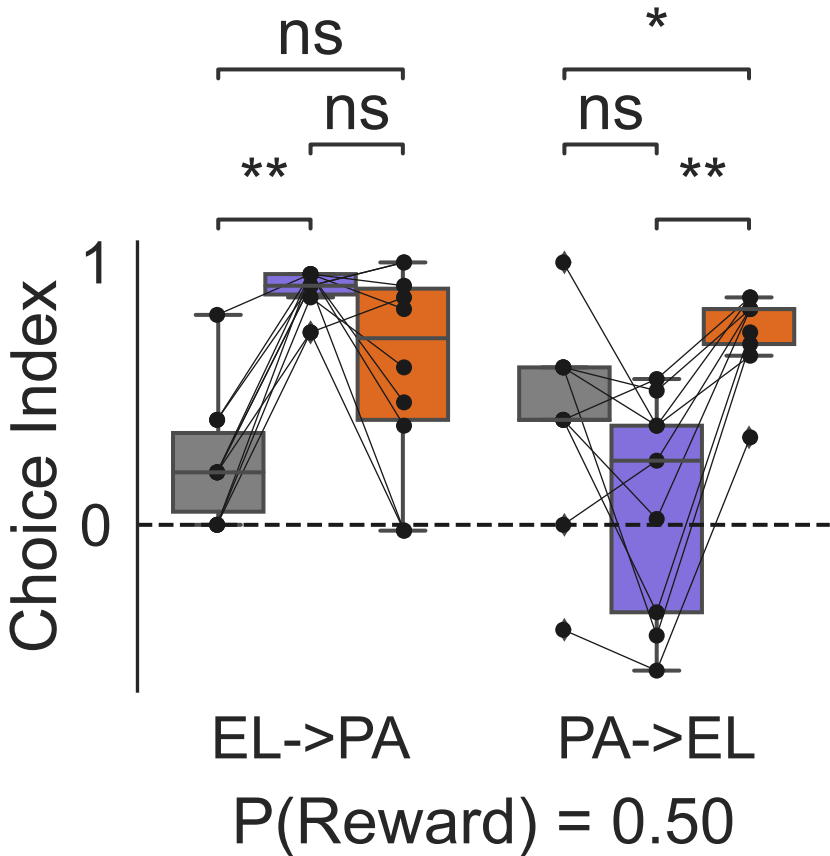 ns *
ns ns
** **
1
0
Choice Index
EL->PA PA->EL
P(Reward) = 0.50